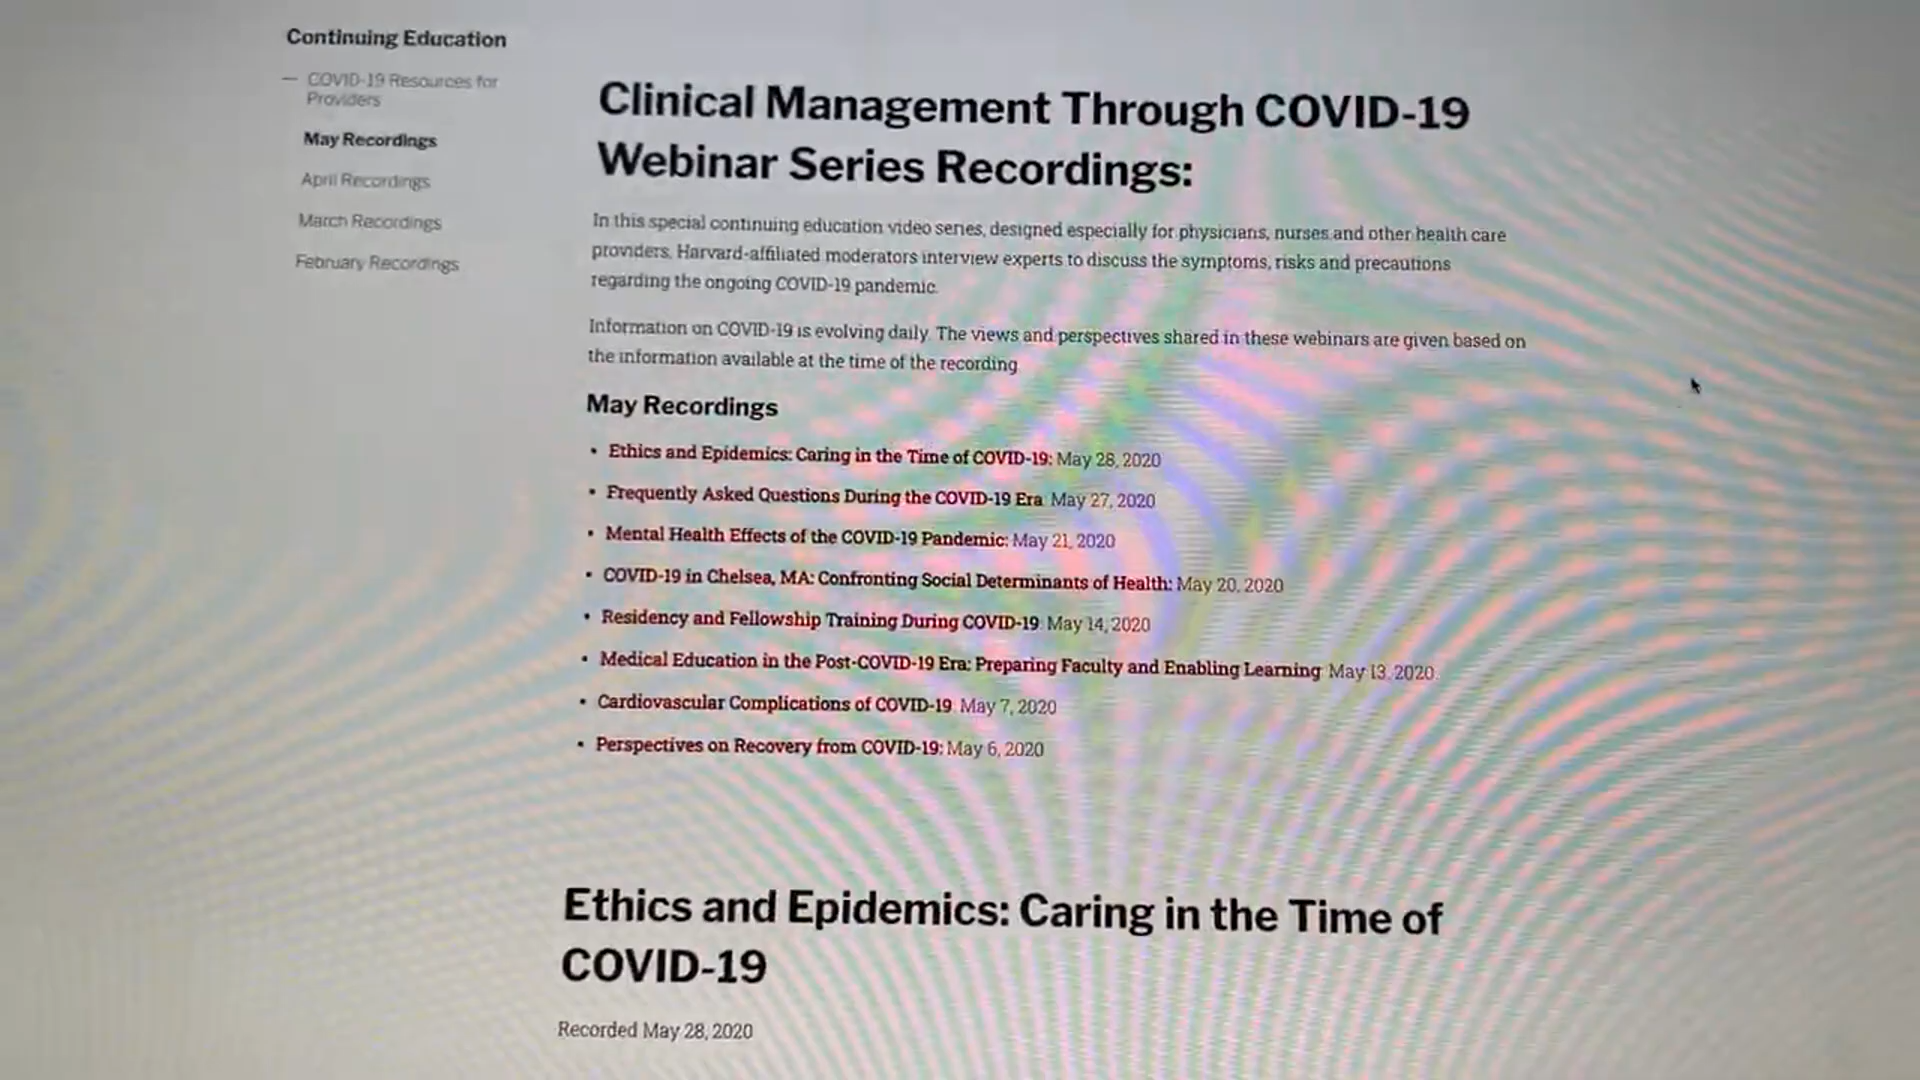 Continuing Education
— COVID-19 Resources for
Providers
May Recordings
April Recordings
March Recordings
February Recordings
Clinical Management Through COVID-19
Webinar Series Recordings:
In this special continuing education video series, designed especially for physicians, nurses and other health care
providers, Harvard-affiliated moderators interview experts to discuss the symptoms, risks and precautions
regarding the ongoing COVID-19 pandemic.
Information on COVID-19 is evolving daily. The views and perspectives shared in these webinars are given based on
the information available at the time of the recording.
May Recordings
• Ethics and Epidemics: Caring in the Time of COVID-19: May 28, 2020
• Frequently Asked Questions During the COVID-19 Era: May 27, 2020
• Mental Health Effects of the COVID-19 Pandemic: May 21, 2020
• COVID-19 in Chelsea, MA: Confronting Social Determinants of Health: May 20, 2020
• Residency and Fellowship Training During COVID-19: May 14, 2020
• Medical Education in the Post-COVID-19 Era: Preparing Faculty and Enabling Learning: May 13, 2020
• Cardiovascular Complications of COVID-19: May 7, 2020
• Perspectives on Recovery from COVID-19: May 6, 2020
Ethics and Epidemics: Caring in the Time of
COVID-19
Recorded May 28, 2020